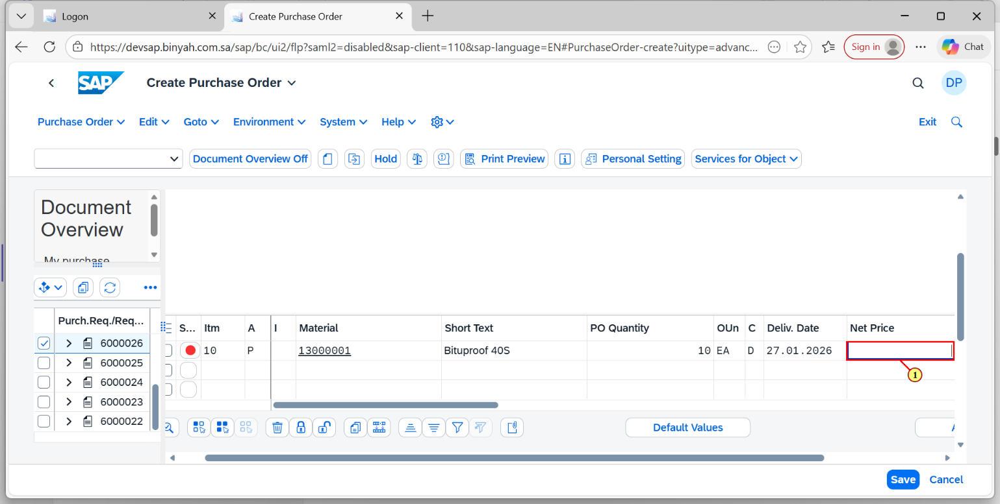 Logon
Create Purchase Order
https://devsap.binyah.com.sa/sap/bc/ui2/flp?saml2=disabled&sap-client=110&sap-language=EN#PurchaseOrder-create?uitype=advanc...
Sign in
Chat
SAP
Create Purchase Order
DP
Purchase Order
Edit
Goto
Environment
System
Help
Exit
Document Overview Off
Hold
Print Preview
Personal Setting
Services for Object
Document
Overview
My purchase
Purch.Req./Req...
6000026
6000025
6000024
6000023
6000022
S... Itm A I Material Short Text PO Quantity OUn C Deliv. Date Net Price
10 P 13000001 Bituproof 40S 10 EA D 27.01.2026
1
Default Values
Save
Cancel